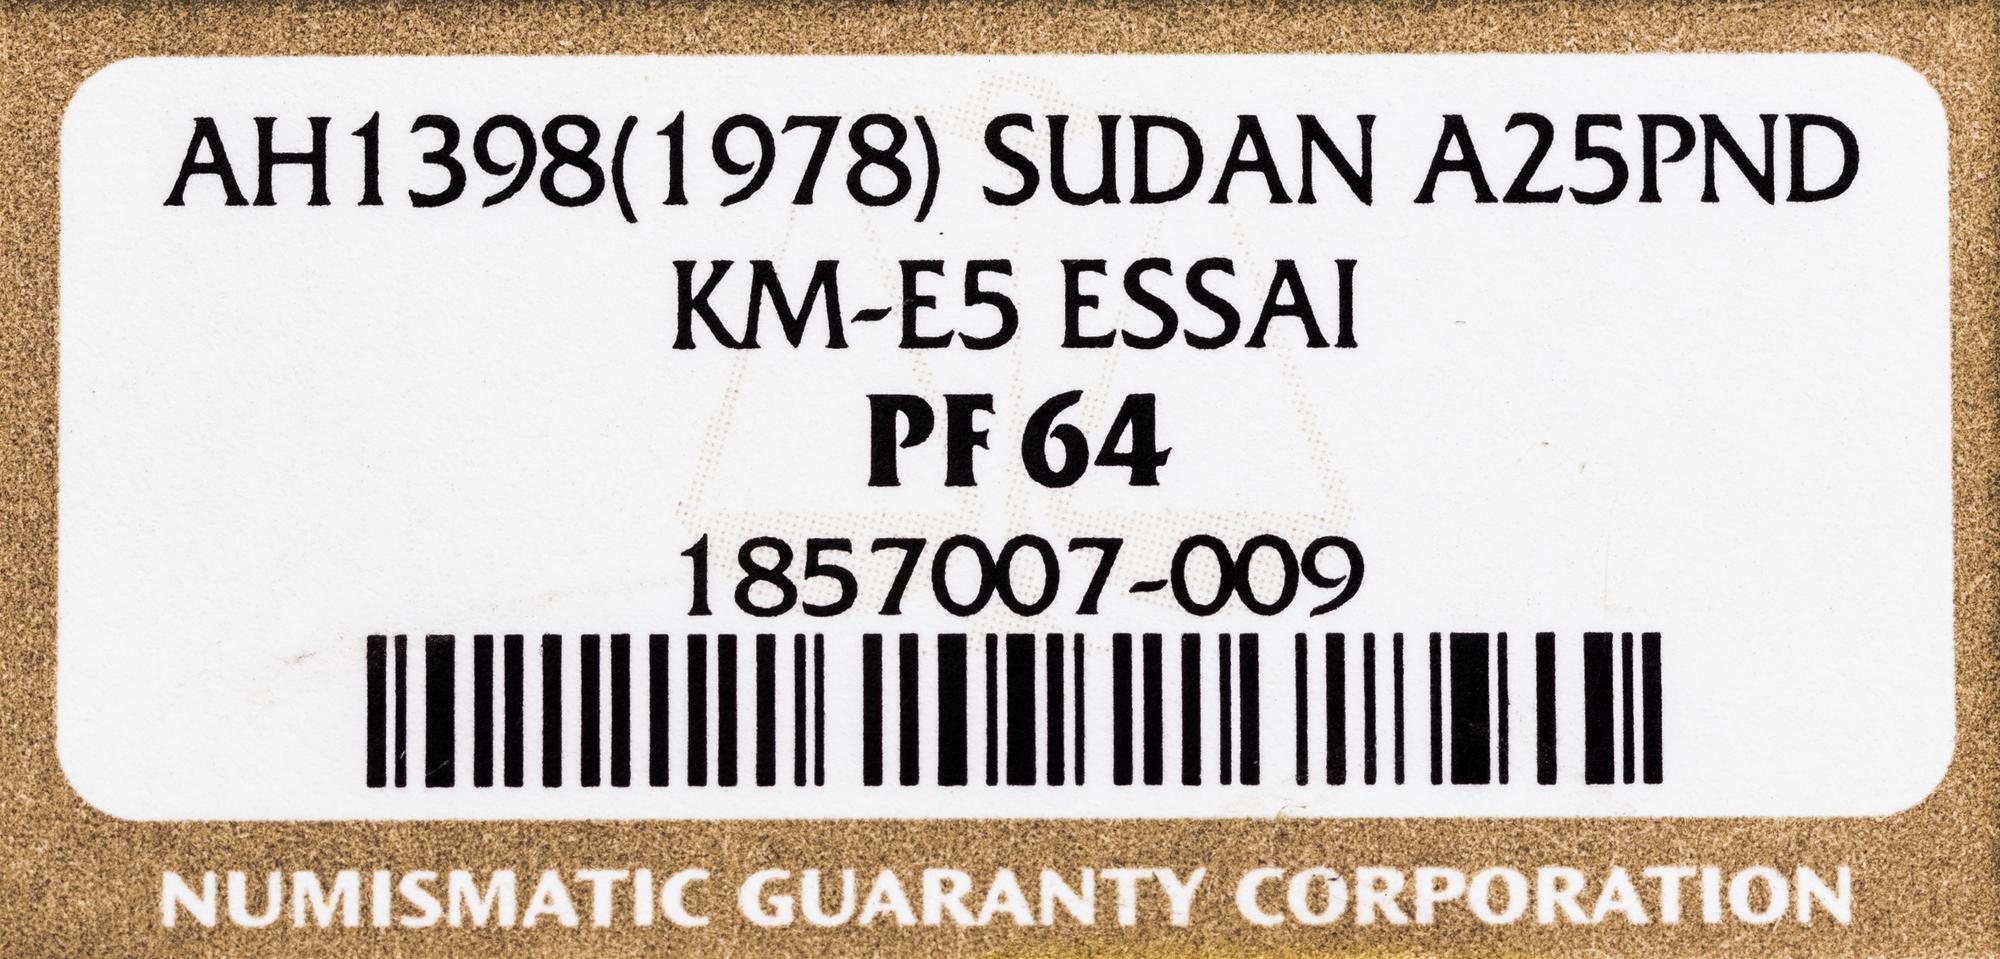 AH1398(1978) SUDAN A25PND
KM-E5 ESSAI
PF 64
1857007-009
NUMISMATIC GUARANTY CORPORATION